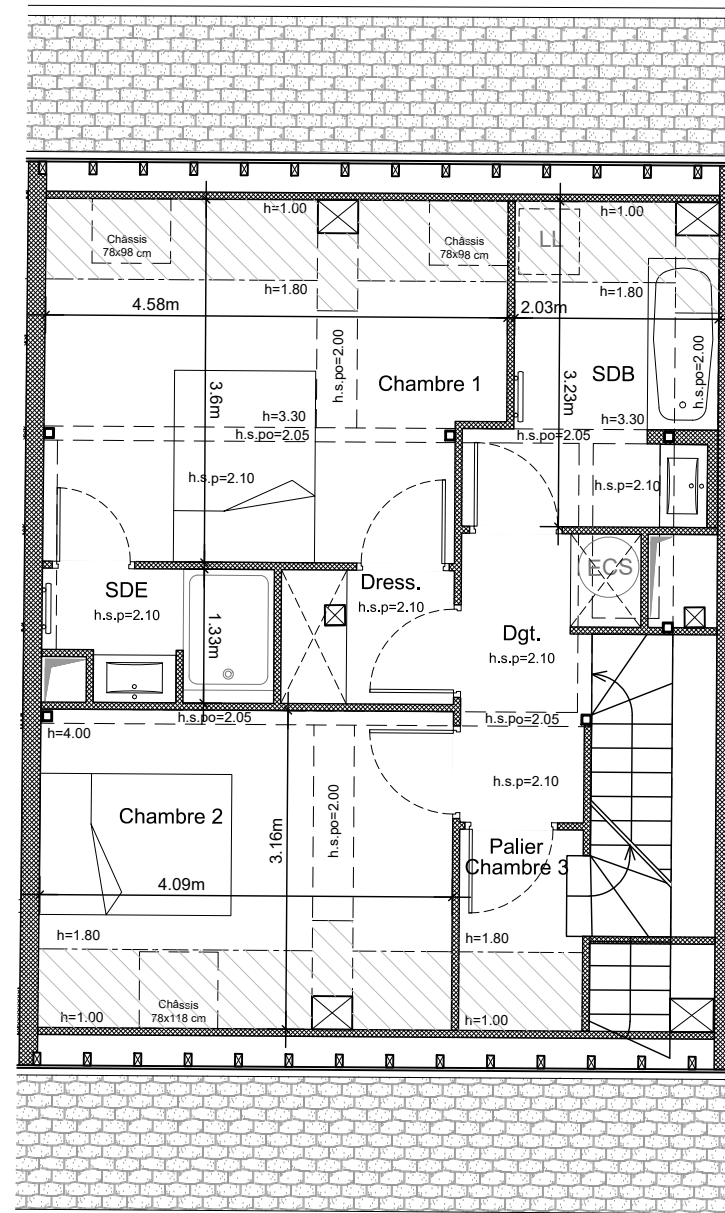 h=1.00
h=1.00
Châssis
78x98 cm
Châssis
78x98 cm
LL
h=1.80
h=1.80
4.58m
2.03m
h.s.po=2.00
h.s.po=2.00
3.6m
Chambre 1
3.23m
SDB
h=3.30
h.s.po=2.05
h=3.30
h.s.po=2.05
h.s.p=2.10
h.s.p=2.10
ECS
SDE
h.s.p=2.10
1.33m
Dress.
h.s.p=2.10
Dgt.
h.s.p=2.10
h.s.po=2.05
h.s.po=2.05
h=4.00
h.s.p=2.10
h.s.po=2.00
Chambre 2
3.16m
Palier
Chambre 3
4.09m
h=1.80
h=1.80
Châssis
78x118 cm
h=1.00
h=1.00